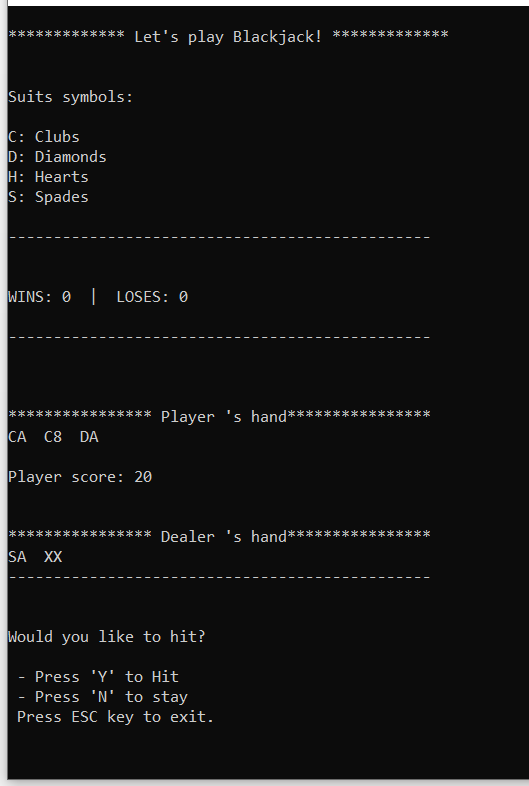 ************* Let's play Blackjack! *************
Suits symbols:
C: Clubs
D: Diamonds
H: Hearts
S: Spades
-----------------------------------------------
WINS: 0  |  LOSES: 0
-----------------------------------------------
**************** Player 's hand****************
CA  C8  DA
Player score: 20
**************** Dealer 's hand****************
SA  XX
-----------------------------------------------
Would you like to hit?
 - Press 'Y' to Hit
 - Press 'N' to stay
 Press ESC key to exit.